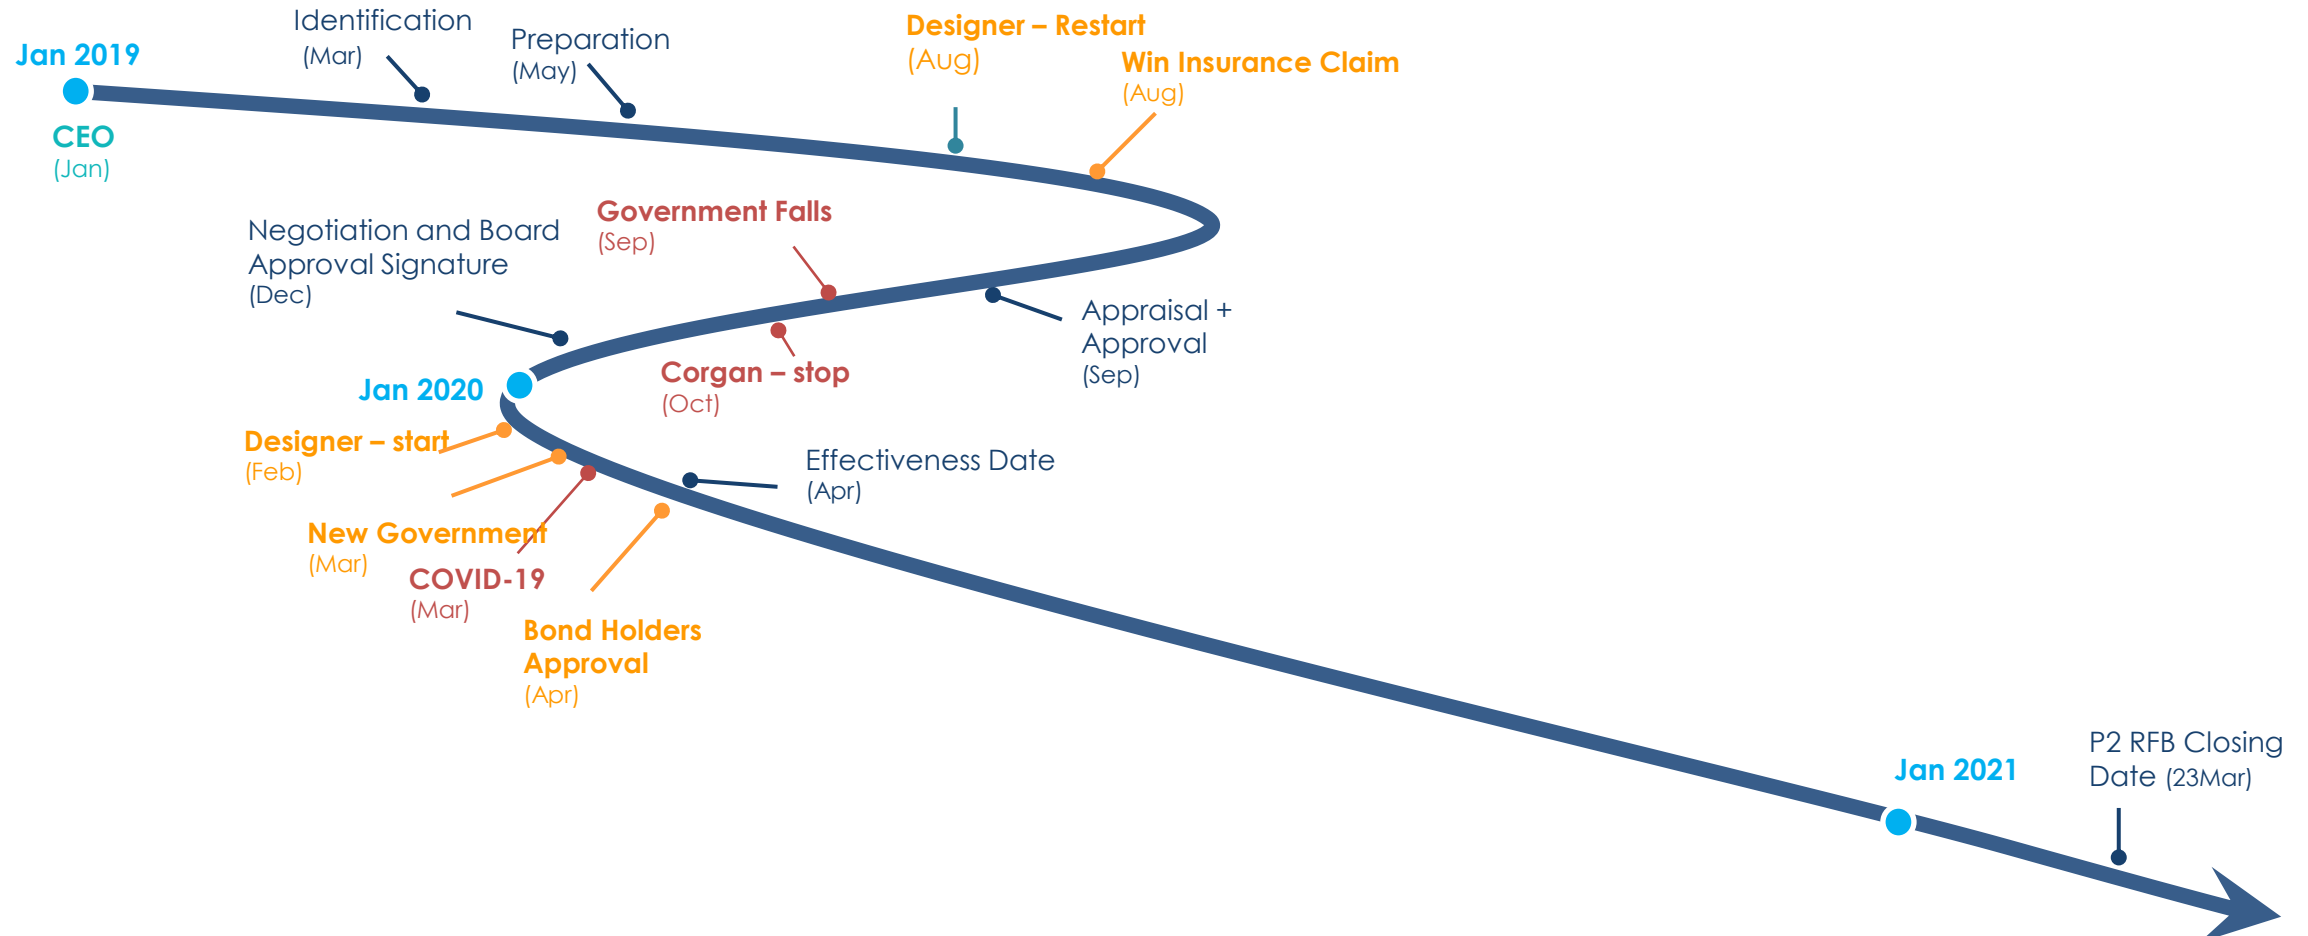 Jan 2019
CEO
(Jan)
Identification
(Mar)
Preparation
(May)
Designer – Restart
(Aug)
Win Insurance Claim
(Aug)
Appraisal +
Approval
(Sep)
Government Falls
(Sep)
Corgan – stop
(Oct)
Negotiation and Board
Approval Signature
(Dec)
Jan 2020
Designer – start
(Feb)
New Government
(Mar)
COVID-19
(Mar)
Effectiveness Date
(Apr)
Bond Holders
Approval
(Apr)
Jan 2021
P2 RFB Closing
Date (23Mar)